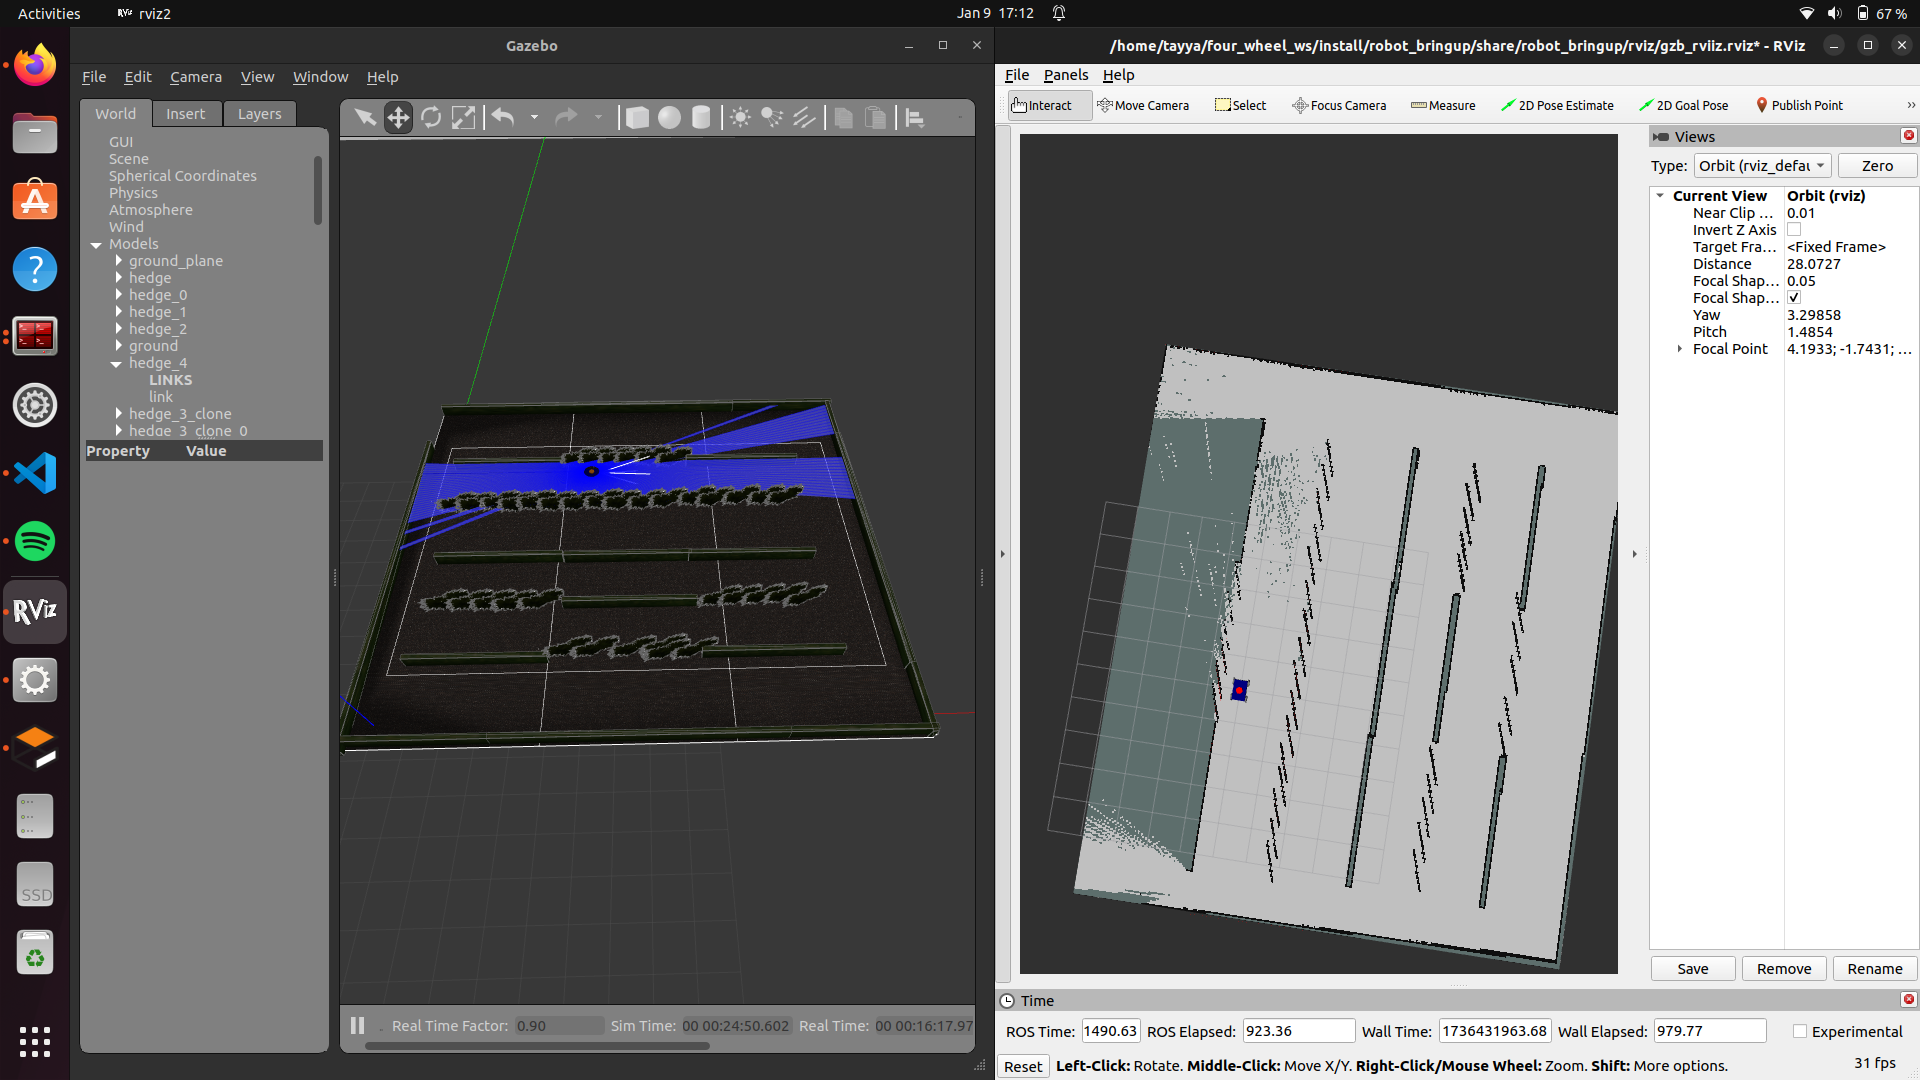 Activities
rviz2
Jan 9 17:12
67 %
Gazebo
File Edit Camera View Window Help
World Insert Layers
GUI
Scene
Spherical Coordinates
Physics
Atmosphere
Wind
Models
ground_plane
hedge
hedge_0
hedge_1
hedge_2
ground
hedge_4
LINKS
link
hedge_3_clone
hedge_3_clone_0
Property Value
Real Time Factor: 0.90 Sim Time: 00 00:24:50.602 Real Time: 00 00:16:17.97
RViz
SSD
/home/tayya/four_wheel_ws/install/robot_bringup/share/robot_bringup/rviz/gzb_rviiz.rviz* - RViz
File Panels Help
Interact Move Camera Select Focus Camera Measure 2D Pose Estimate 2D Goal Pose Publish Point »
Views
Type: Orbit (rviz_defau Zero
Current View Orbit (rviz)
Near Clip ... 0.01
Invert Z Axis
Target Fra... <Fixed Frame>
Distance 28.0727
Focal Shap... 0.05
Focal Shap... ✓
Yaw 3.29858
Pitch 1.4854
Focal Point 4.1933; -1.7431; ...
Save Remove Rename
Time
ROS Time: 1490.63 ROS Elapsed: 923.36 Wall Time: 1736431963.68 Wall Elapsed: 979.77 Experimental
Reset Left-Click: Rotate. Middle-Click: Move X/Y. Right-Click/Mouse Wheel: Zoom. Shift: More options. 31 fps